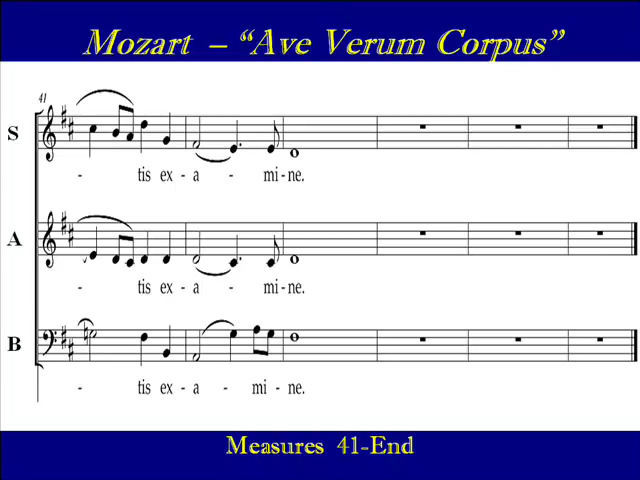 Mozart – “Ave Verum Corpus”
41
S
- tis ex - a - mi - ne.
A
- tis ex - a - mi - ne.
B
- tis ex - a - mi - ne.
Measures 41-End